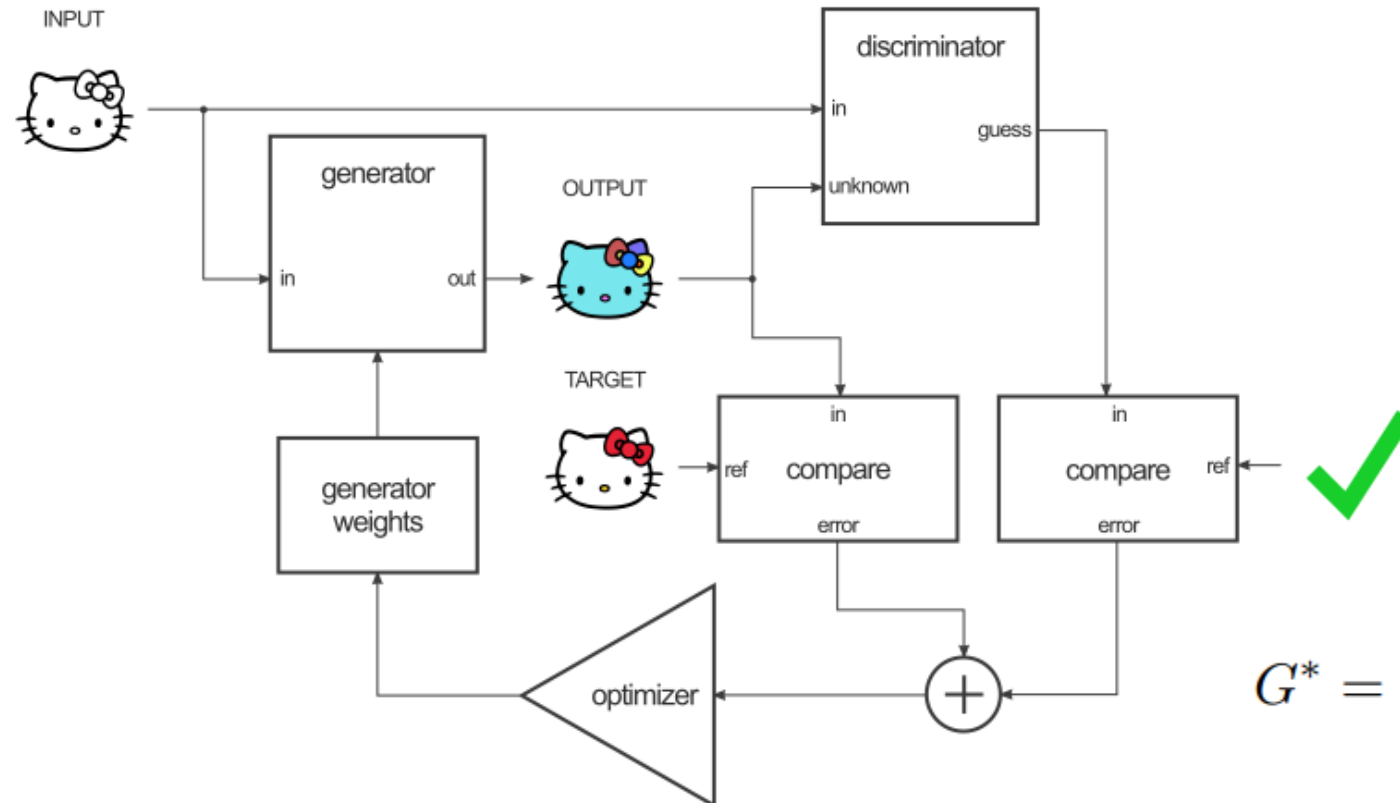 INPUT
discriminator
in
guess
generator
OUTPUT
unknown
in
out
TARGET
in
in
ref
compare
compare
ref
generator
weights
error
error
optimizer
+
G* =